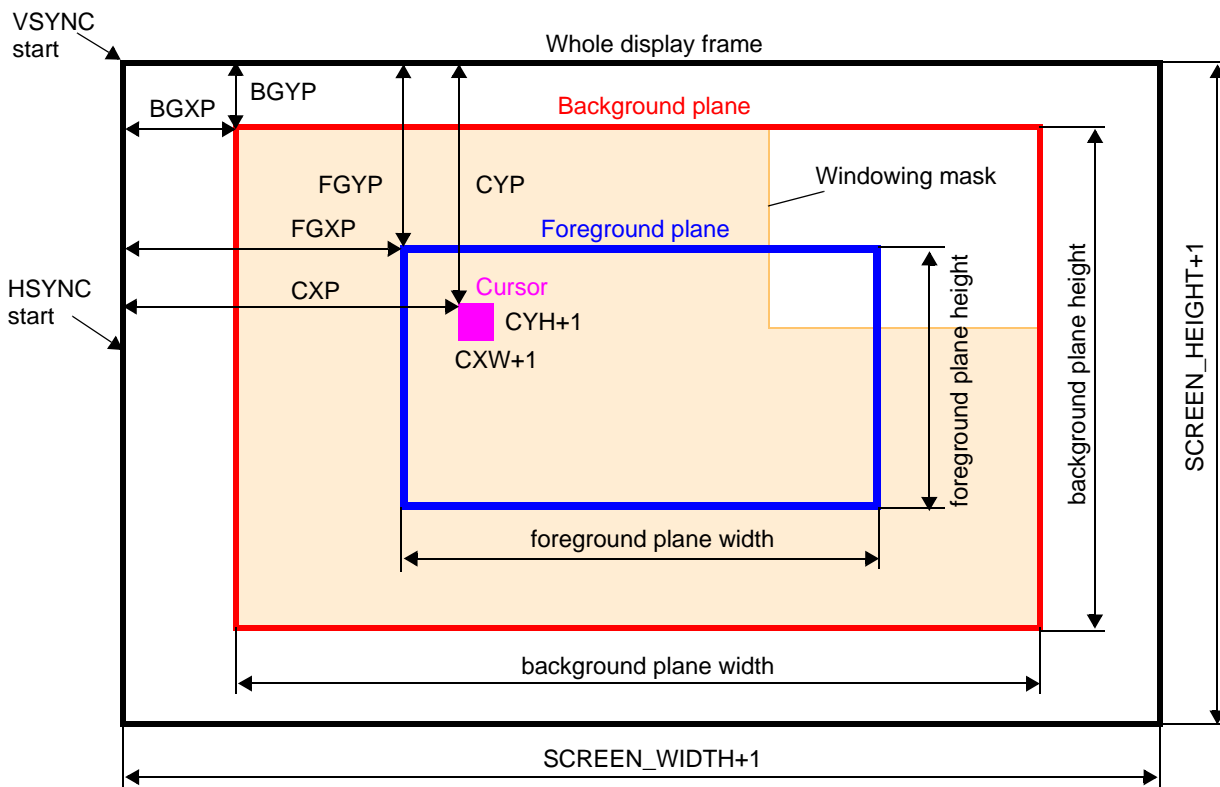 VSYNC
start
Whole display frame
BGYP
BGXP
Background plane
FGYP
CYP
Windowing mask
FGXP
Foreground plane
HSYNC
start
CXP
Cursor
CYH+1
CXW+1
foreground plane height
background plane height
SCREEN_HEIGHT+1
foreground plane width
background plane width
SCREEN_WIDTH+1